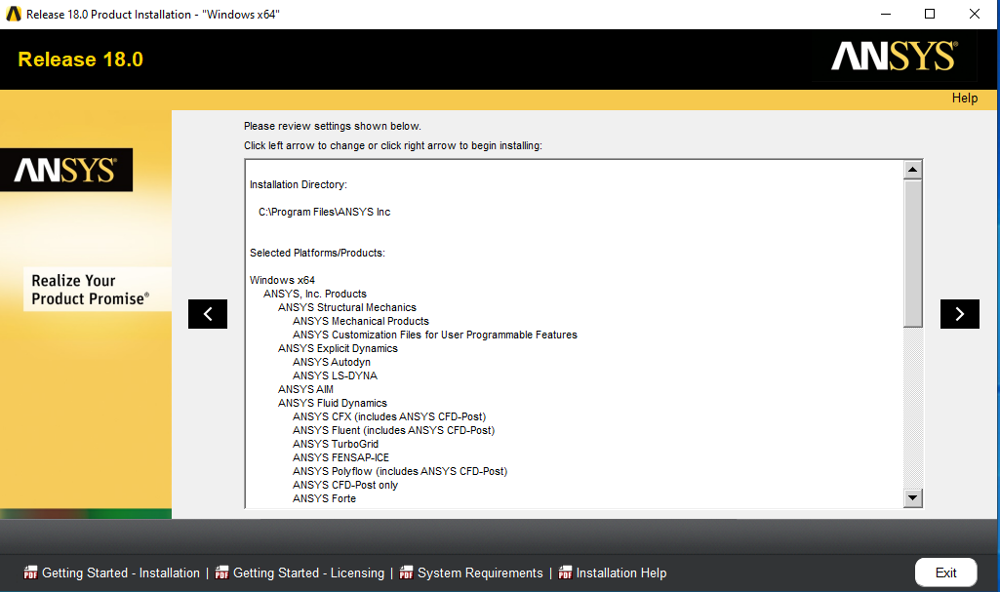 Release 18.0 Product Installation - "Windows x64"
Release 18.0
ANSYS®
Help
ANSYS®
Realize Your
Product Promise®
Please review settings shown below.
Click left arrow to change or click right arrow to begin installing:
Installation Directory:
C:\Program Files\ANSYS Inc
Selected Platforms/Products:
Windows x64
ANSYS, Inc. Products
ANSYS Structural Mechanics
ANSYS Mechanical Products
ANSYS Customization Files for User Programmable Features
ANSYS Explicit Dynamics
ANSYS Autodyn
ANSYS LS-DYNA
ANSYS AIM
ANSYS Fluid Dynamics
ANSYS CFX (includes ANSYS CFD-Post)
ANSYS Fluent (includes ANSYS CFD-Post)
ANSYS TurboGrid
ANSYS FENSAP-ICE
ANSYS Polyflow (includes ANSYS CFD-Post)
ANSYS CFD-Post only
ANSYS Forte
PDF Getting Started - Installation | PDF Getting Started - Licensing | PDF System Requirements | PDF Installation Help
Exit